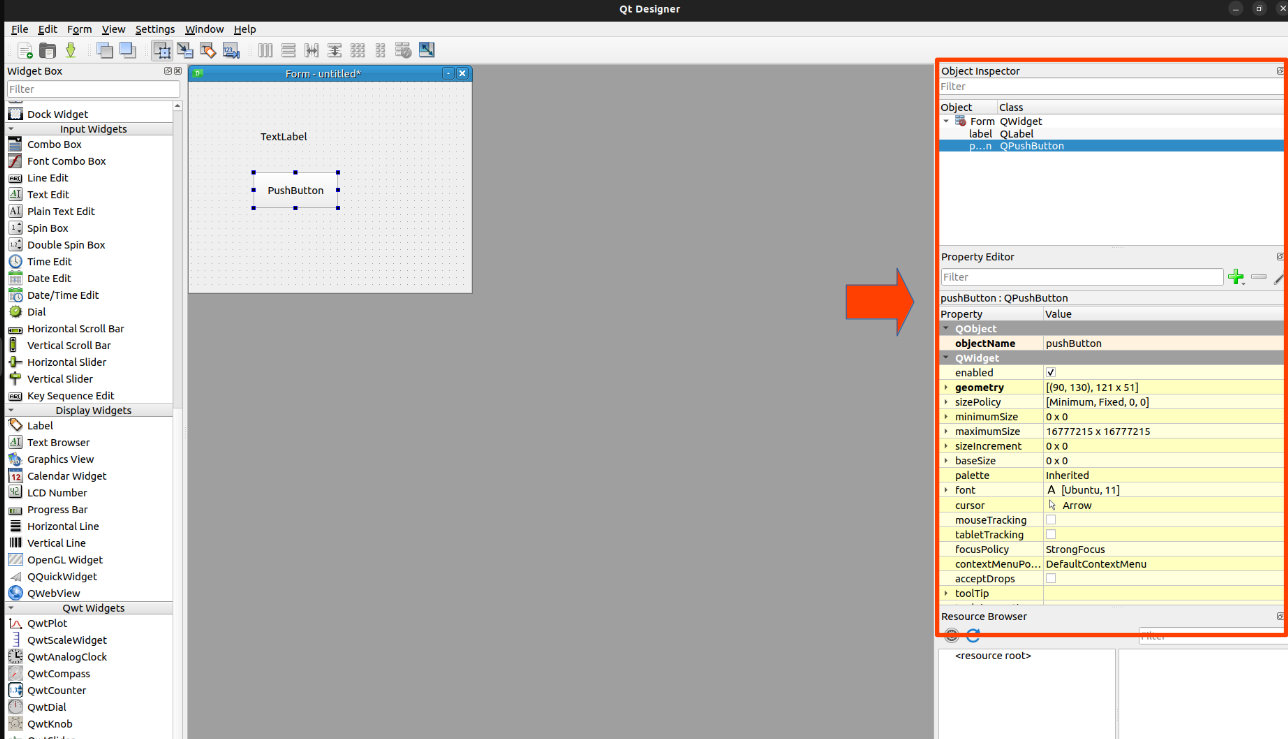 Qt Designer
File Edit Form View Settings Window Help
Widget Box
Filter
Dock Widget
Input Widgets
Combo Box
Font Combo Box
Line Edit
Text Edit
Plain Text Edit
Spin Box
Double Spin Box
Time Edit
Date Edit
Date/Time Edit
Dial
Horizontal Scroll Bar
Vertical Scroll Bar
Horizontal Slider
Vertical Slider
Key Sequence Edit
Display Widgets
Label
Text Browser
Graphics View
Calendar Widget
LCD Number
Progress Bar
Horizontal Line
Vertical Line
OpenGL Widget
QQuickWidget
QWebView
Qwt Widgets
QwtPlot
QwtScaleWidget
QwtAnalogClock
QwtCompass
QwtCounter
QwtDial
QwtKnob
Form - untitled*
TextLabel
PushButton
Object Inspector
Filter
Object Class
Form QWidget
label QLabel
p...n QPushButton
Property Editor
Filter
pushButton : QPushButton
Property Value
QObject
objectName pushButton
QWidget
enabled
geometry [(90, 130), 121 x 51]
sizePolicy [Minimum, Fixed, 0, 0]
minimumSize 0 x 0
maximumSize 16777215 x 16777215
sizeIncrement 0 x 0
baseSize 0 x 0
palette Inherited
font A [Ubuntu, 11]
cursor Arrow
mouseTracking
tabletTracking
focusPolicy StrongFocus
contextMenuPo... DefaultContextMenu
acceptDrops
toolTip
Resource Browser
Filter
<resource root>